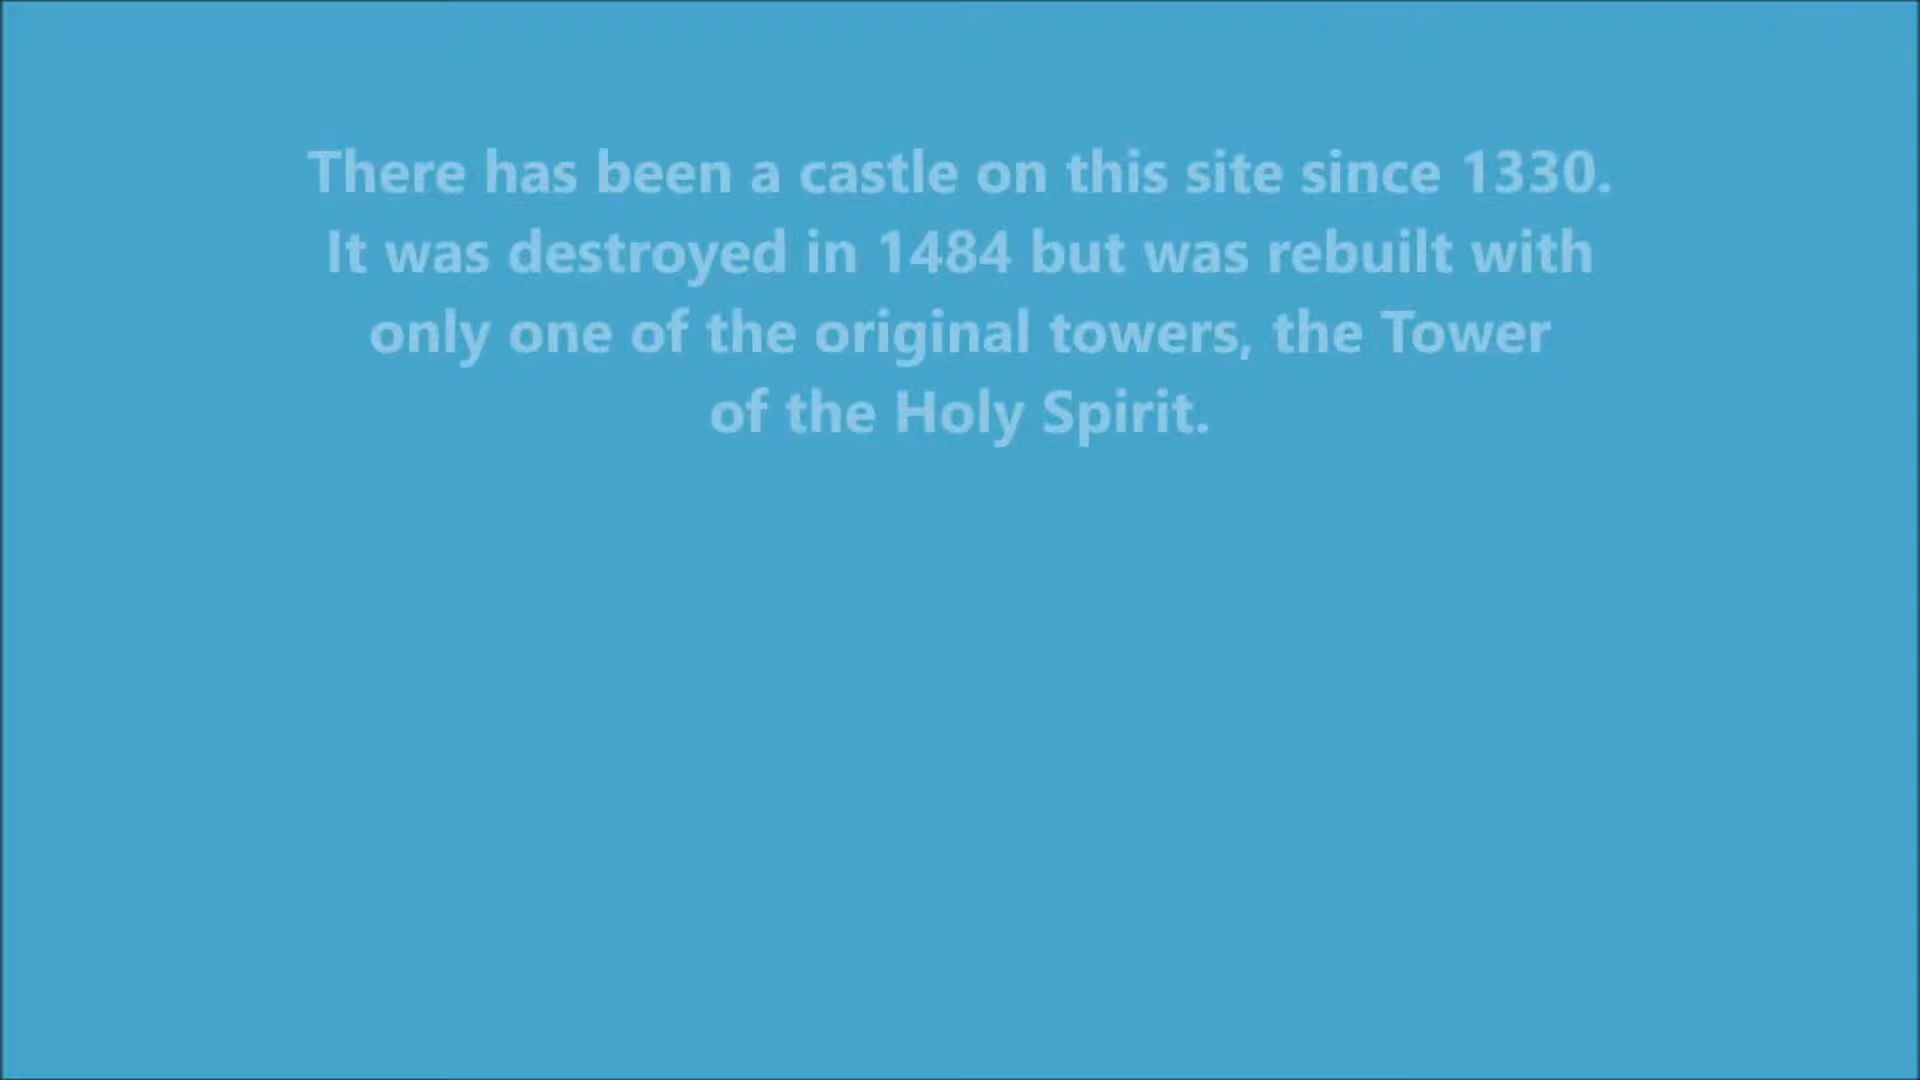 There has been a castle on this site since 1330.
It was destroyed in 1484 but was rebuilt with
only one of the original towers, the Tower
of the Holy Spirit.